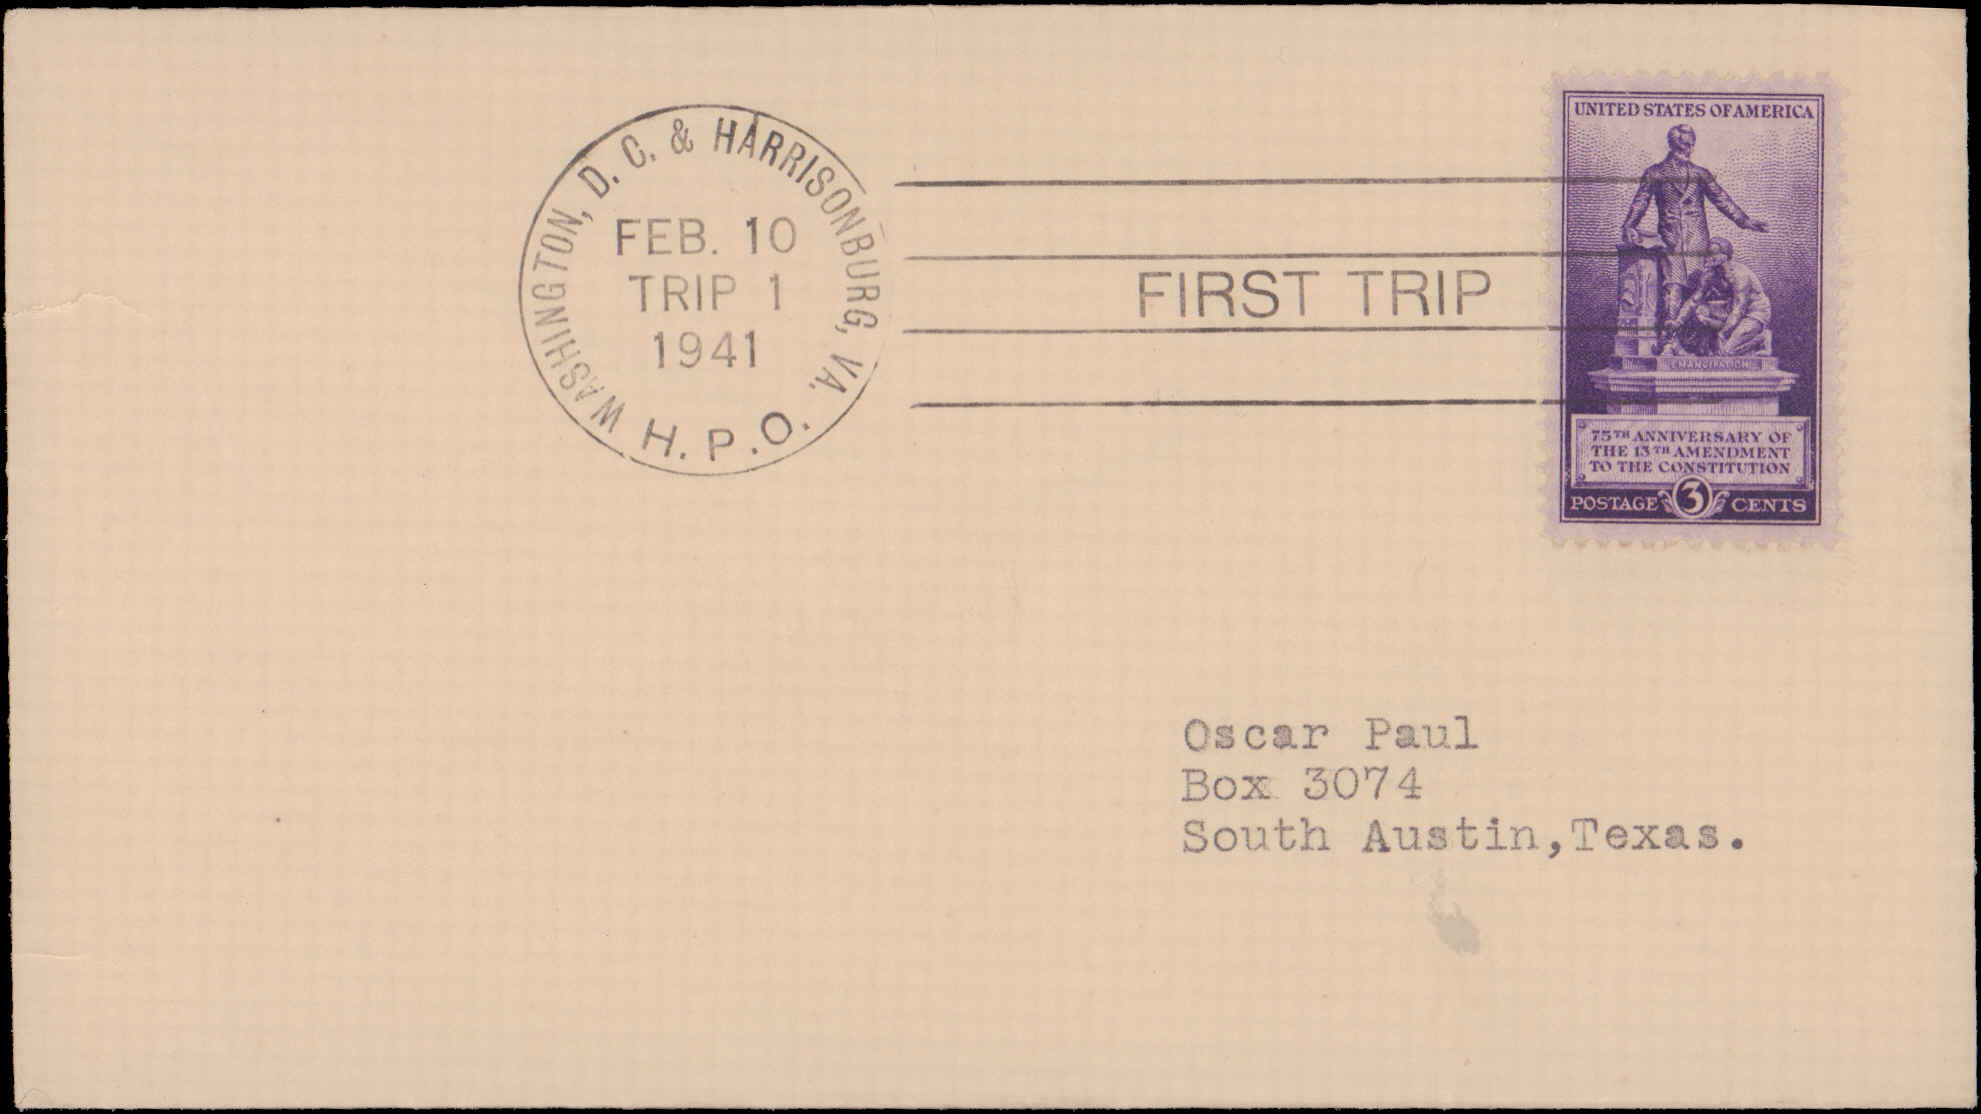 WASHINGTON, D. C. & HARRISONBURG, VA.
FEB. 10
TRIP 1
1941
H. P. O.
FIRST TRIP
UNITED STATES OF AMERICA
EMANCIPATION
75TH ANNIVERSARY OF
THE 13TH AMENDMENT
TO THE CONSTITUTION
POSTAGE 3 CENTS
Oscar Paul
Box 3074
South Austin,Texas.